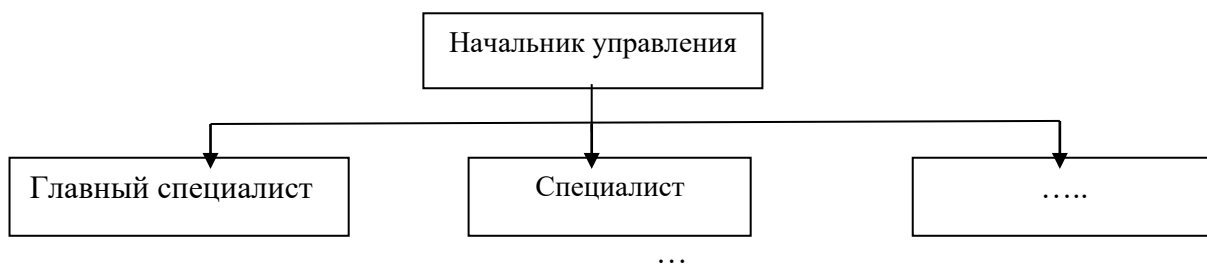 Начальник управления
Главный специалист
Специалист
.….
…